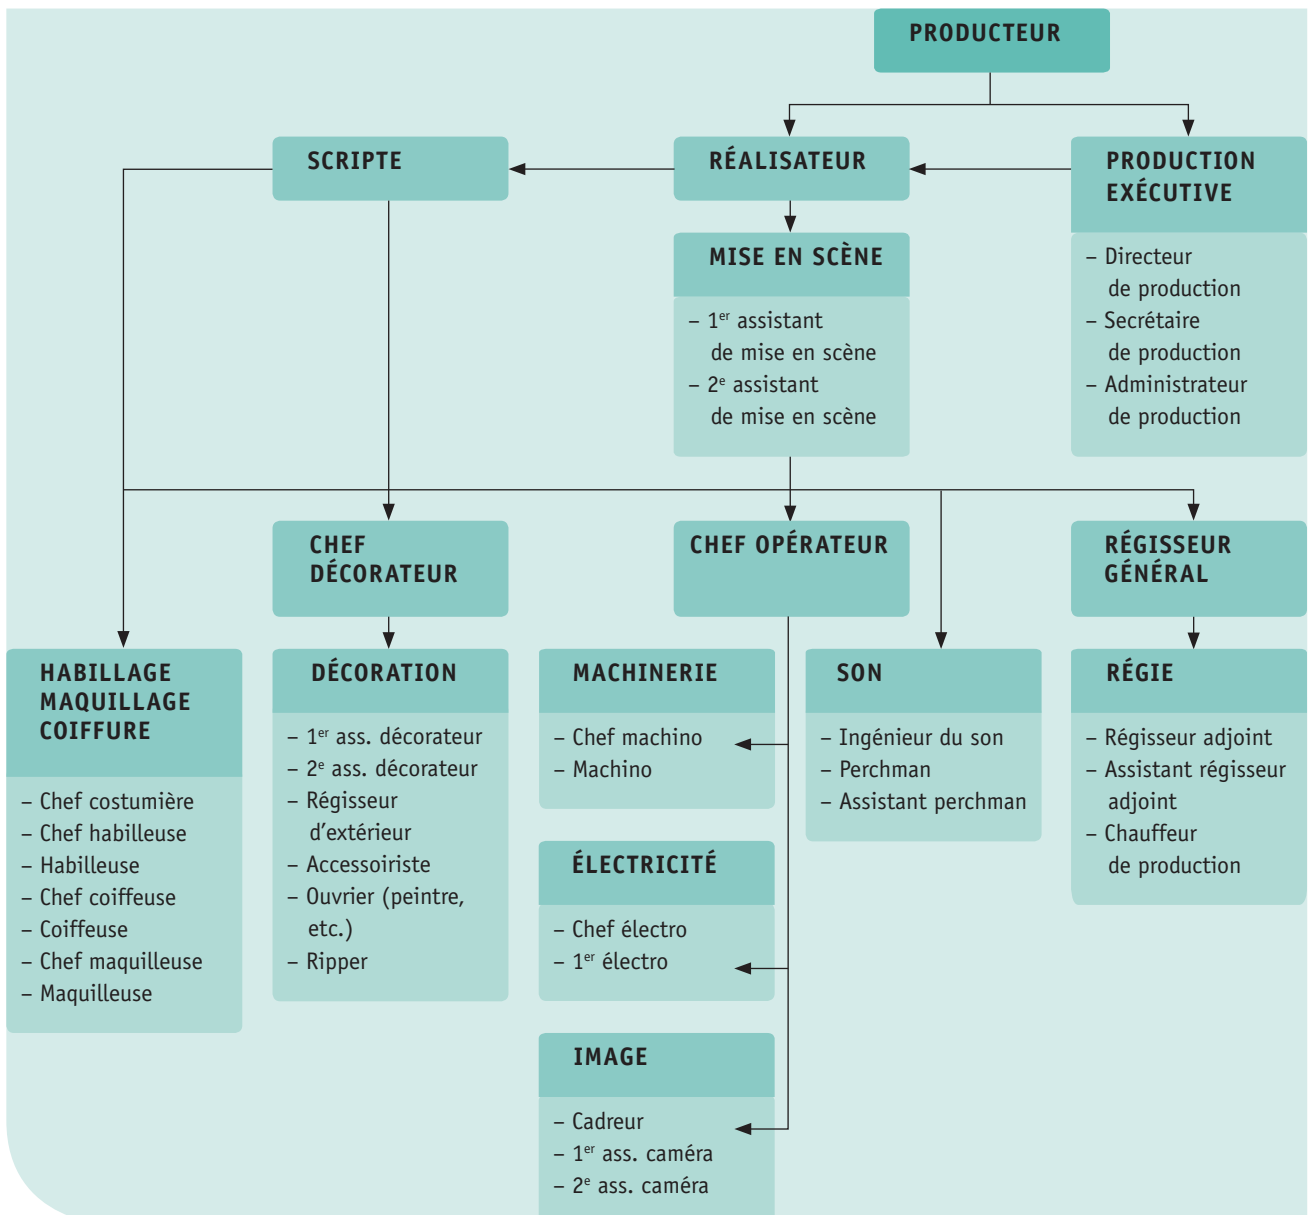 PRODUCTEUR
SCRIPTE
RÉALISATEUR
PRODUCTION
EXÉCUTIVE
– Directeur
de production
– Secrétaire
de production
– Administrateur
de production
MISE EN SCÈNE
– 1er assistant
de mise en scène
– 2e assistant
de mise en scène
CHEF
DÉCORATEUR
CHEF OPÉRATEUR
RÉGISSEUR
GÉNÉRAL
HABILLAGE
MAQUILLAGE
COIFFURE
– Chef costumière
– Chef habilleuse
– Habilleuse
– Chef coiffeuse
– Coiffeuse
– Chef maquilleuse
– Maquilleuse
DÉCORATION
– 1er ass. décorateur
– 2e ass. décorateur
– Régisseur
d'extérieur
– Accessoiriste
– Ouvrier (peintre,
etc.)
– Ripper
MACHINERIE
– Chef machino
– Machino
ÉLECTRICITÉ
– Chef électro
– 1er électro
IMAGE
– Cadreur
– 1er ass. caméra
– 2e ass. caméra
SON
– Ingénieur du son
– Perchman
– Assistant perchman
RÉGIE
– Régisseur adjoint
– Assistant régisseur
adjoint
– Chauffeur
de production